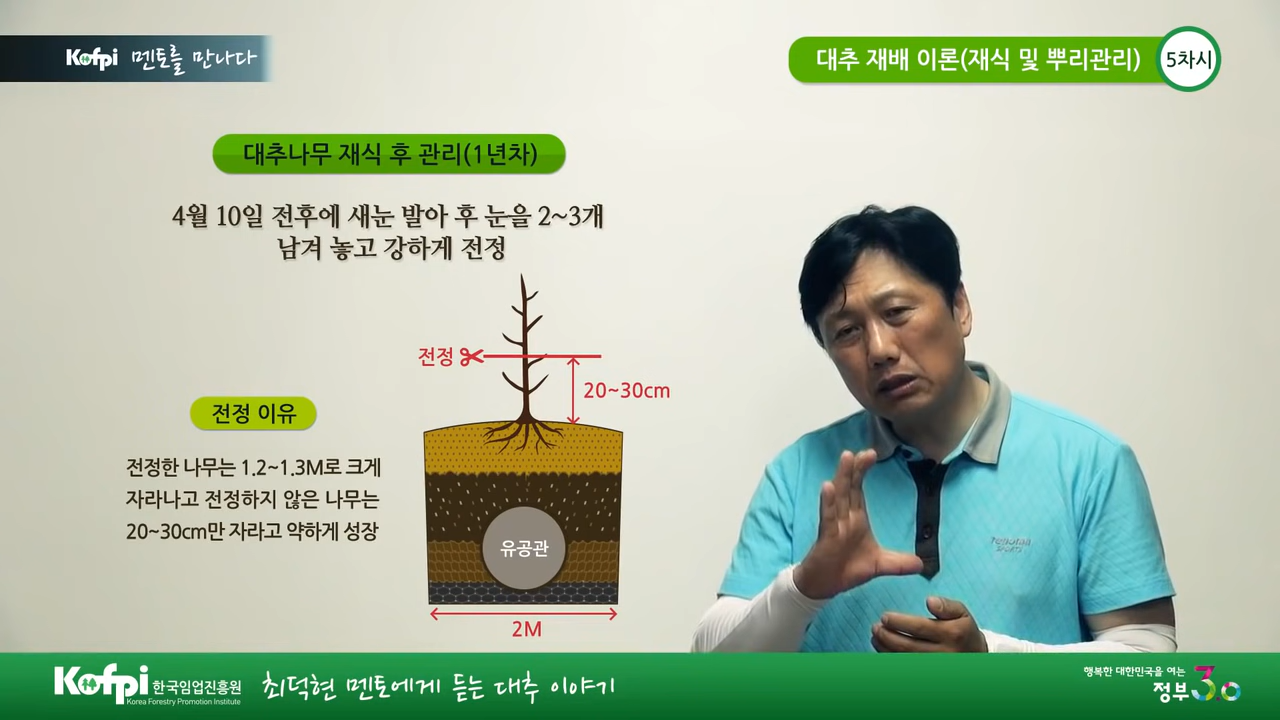 Kofpi 멘토를 만나다
대추 재배 이론(재식 및 뿌리관리) 5차시
대추나무 재식 후 관리(1년차)
4월 10일 전후에 새눈 발아 후 눈을 2~3개
남겨 놓고 강하게 전정
전정
20~30cm
전정 이유
전정한 나무는 1.2~1.3M로 크게
자라나고 전정하지 않은 나무는
20~30cm만 자라고 약하게 성장
유공관
2M
Kofpi 한국임업진흥원
Korea Forestry Promotion Institute
최덕현 멘토에게 듣는 대추 이야기
행복한 대한민국을 여는
정부3.0